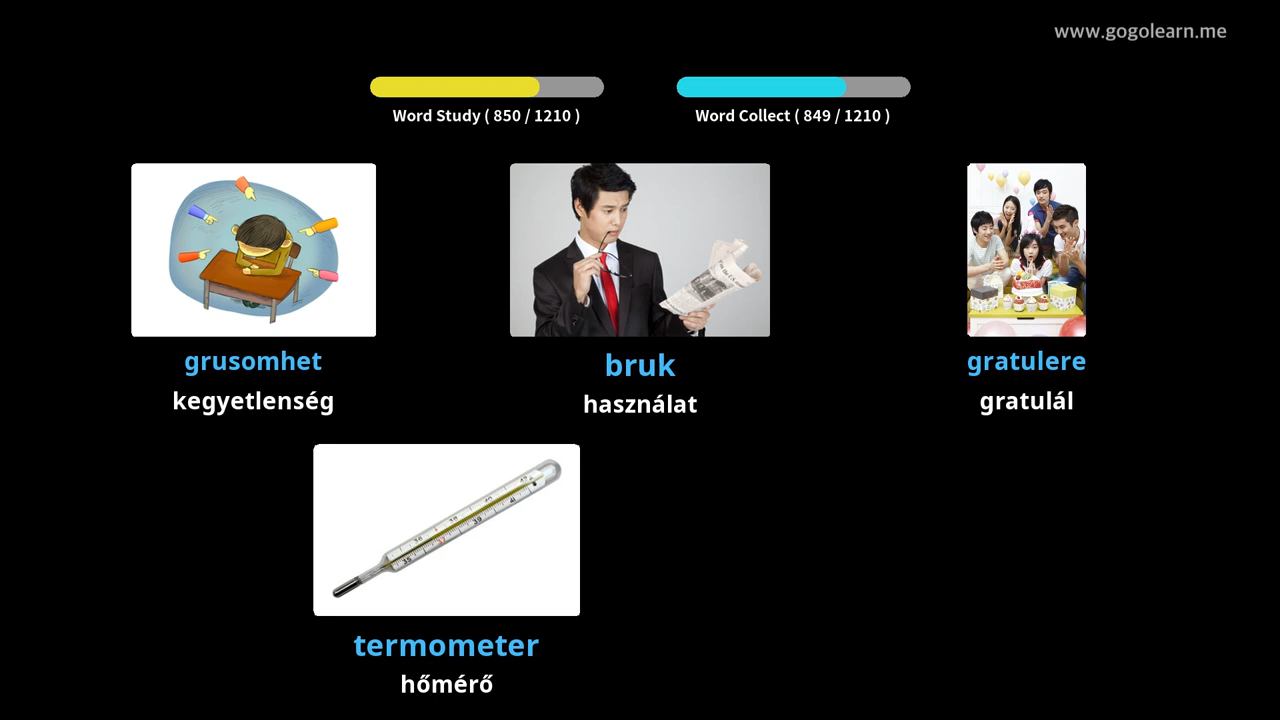 www.gogolearn.me
Word Study ( 850 / 1210 )
Word Collect ( 849 / 1210 )
grusomhet
kegyetlenség
bruk
használat
gratulere
gratulál
termometer
hőmérő